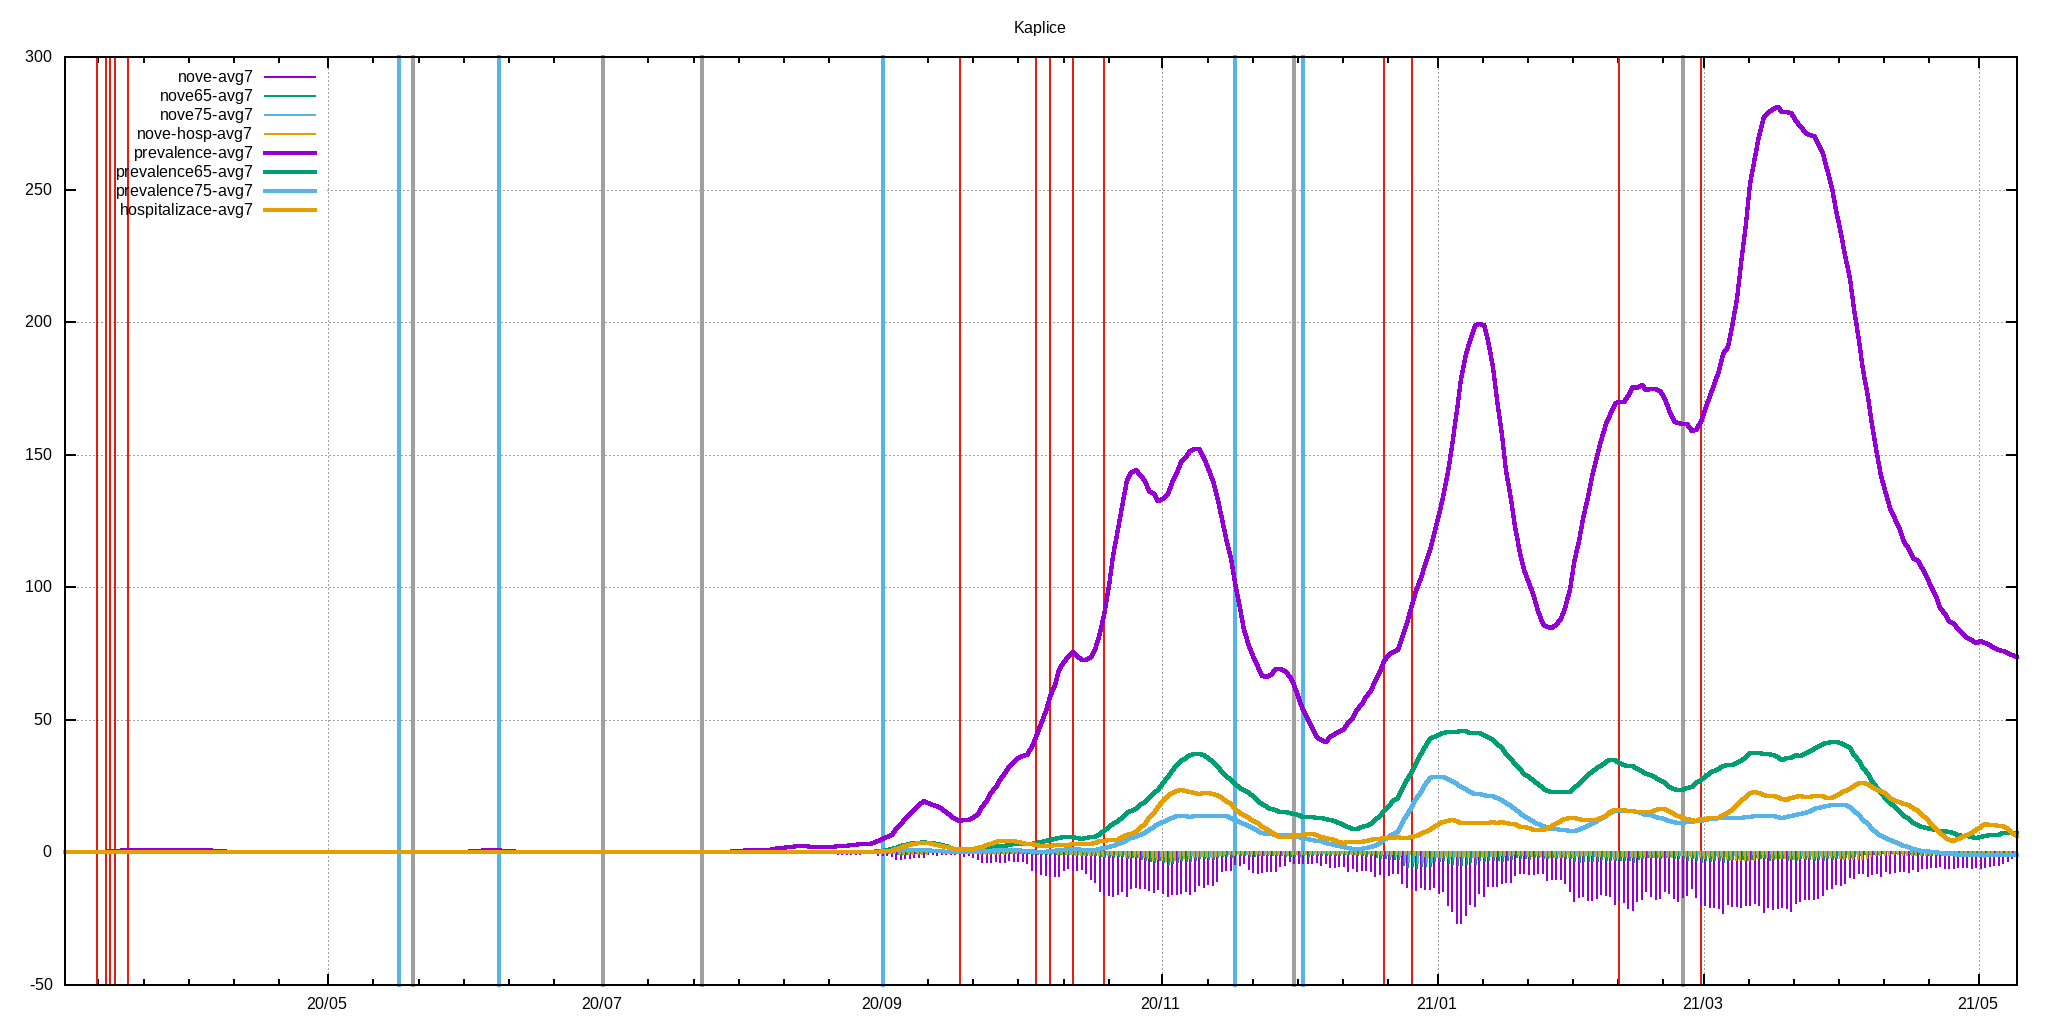 Kaplice
300
250
200
150
100
50
0
-50
nove-avg7
nove65-avg7
nove75-avg7
nove-hosp-avg7
prevalence-avg7
prevalence65-avg7
prevalence75-avg7
hospitalizace-avg7
20/05 20/07 20/09 20/11 21/01 21/03 21/05